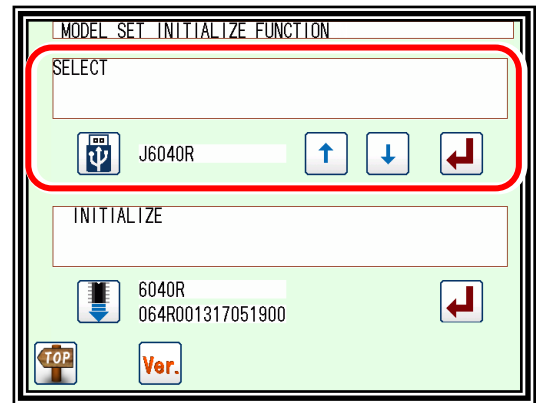 MODEL SET INITIALIZE FUNCTION
SELECT
J6040R
INITIALIZE
6040R
064R001317051900
TOP
Ver.